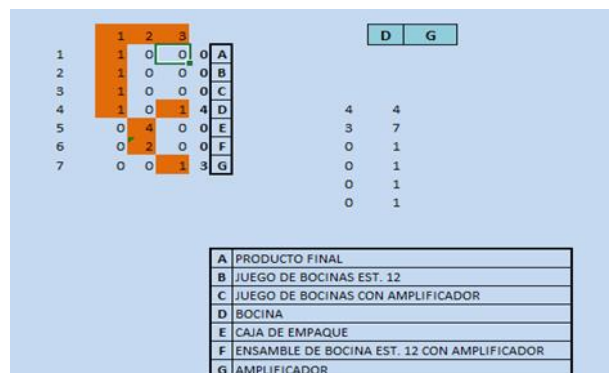 1 2 3 D G
1 1 0 0 0 A
2 1 0 0 0 B
3 1 0 0 0 C
4 1 0 1 4 D 4 4
5 0 4 0 0 E 3 7
6 0 2 0 0 F 0 1
7 0 0 1 3 G 0 1
0 1
0 1
A PRODUCTO FINAL
B JUEGO DE BOCINAS EST. 12
C JUEGO DE BOCINAS CON AMPLIFICADOR
D BOCINA
E CAJA DE EMPAQUE
F ENSAMBLE DE BOCINA EST. 12 CON AMPLIFICADOR
G AMPLIFICADOR